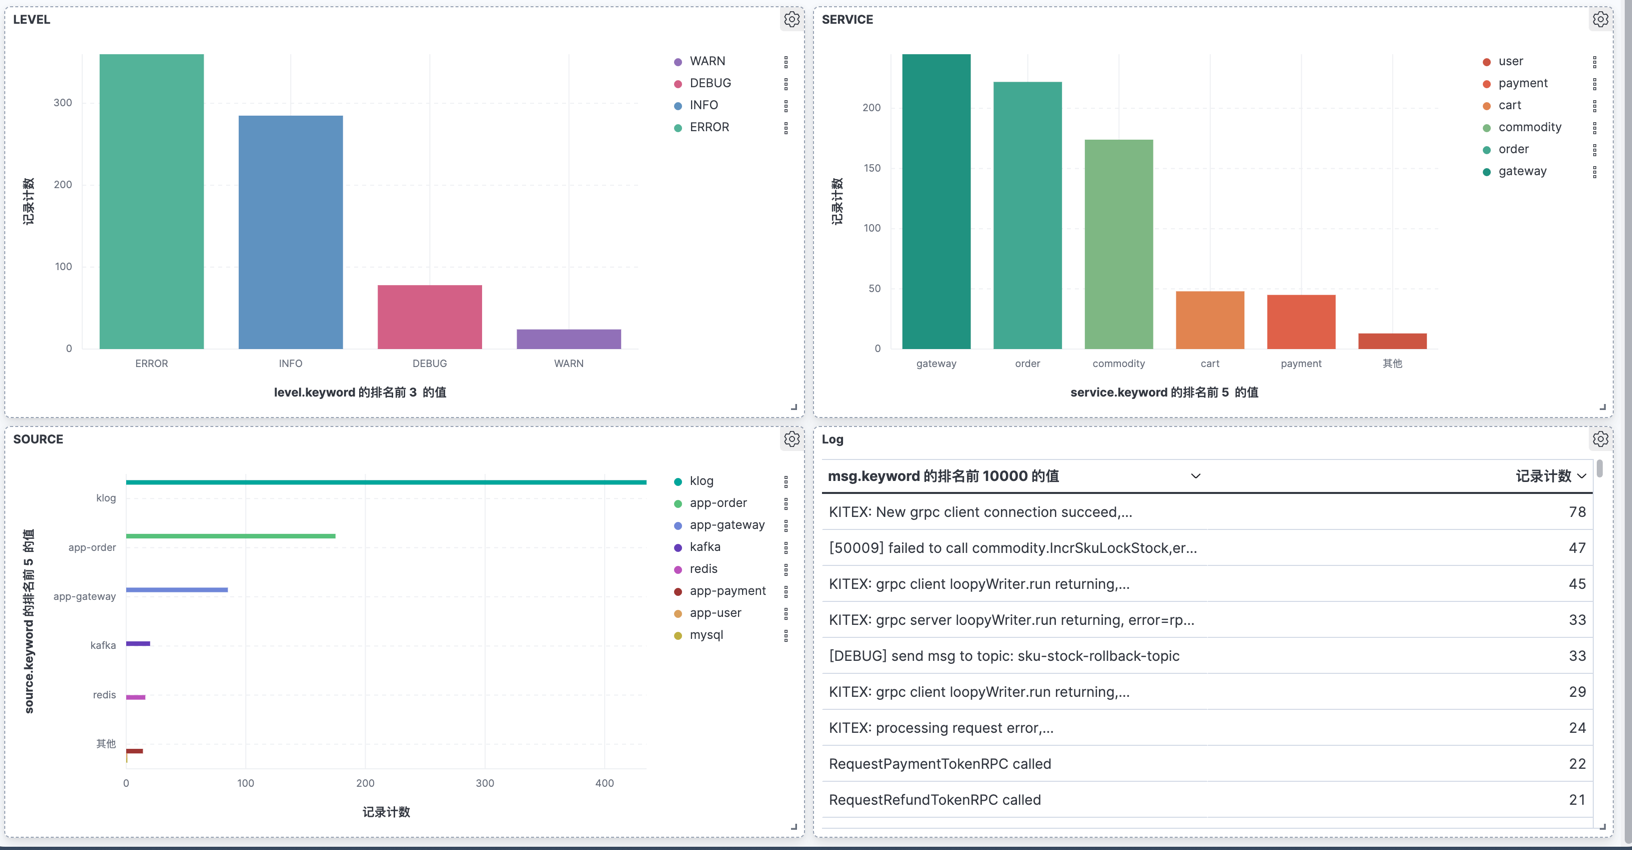 LEVEL
300
200
100
0
记录计数
ERROR
INFO
DEBUG
WARN
level.keyword 的排名前 3 的值
WARN
DEBUG
INFO
ERROR
SERVICE
200
150
100
50
0
记录计数
gateway
order
commodity
cart
payment
其他
service.keyword 的排名前 5 的值
user
payment
cart
commodity
order
gateway
SOURCE
source.keyword 的排名前 5 的值
klog
app-order
app-gateway
kafka
redis
其他
0
100
200
300
400
记录计数
klog
app-order
app-gateway
kafka
redis
app-payment
app-user
mysql
Log
msg.keyword 的排名前 10000 的值 记录计数
KITEX: New grpc client connection succeed,... 78
[50009] failed to call commodity.IncrSkuLockStock,er... 47
KITEX: grpc client loopyWriter.run returning,... 45
KITEX: grpc server loopyWriter.run returning, error=rp... 33
[DEBUG] send msg to topic: sku-stock-rollback-topic 33
KITEX: grpc client loopyWriter.run returning,... 29
KITEX: processing request error,... 24
RequestPaymentTokenRPC called 22
RequestRefundTokenRPC called 21